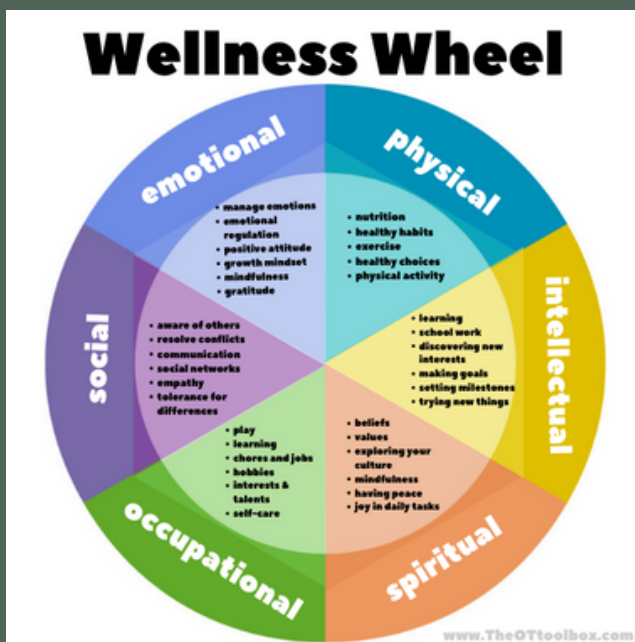 Wellness Wheel
emotional
• manage emotions
• emotional
regulation
• positive attitude
• growth mindset
• mindfulness
• gratitude
physical
• nutrition
• healthy habits
• exercise
• healthy choices
• physical activity
intellectual
• learning
• school work
• discovering new
interests
• making goals
• setting milestones
• trying new things
spiritual
• beliefs
• values
• exploring your
culture
• mindfulness
• having peace
• joy in daily tasks
occupational
• play
• learning
• chores and jobs
• hobbies
• interests &
talents
• self-care
social
• aware of others
• resolve conflicts
• communication
• social networks
• empathy
• tolerance for
differences
www.TheOTtoolbox.com